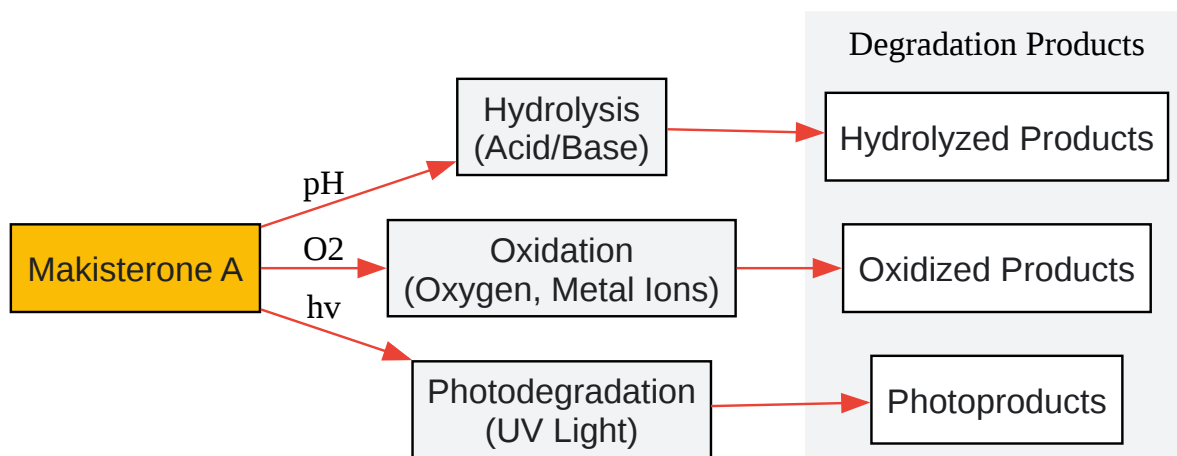 Degradation Products
Hydrolysis
(Acid/Base)
Hydrolyzed Products
pH
Makisterone A
O2
Oxidation
(Oxygen, Metal Ions)
Oxidized Products
hv
Photodegradation
(UV Light)
Photoproducts